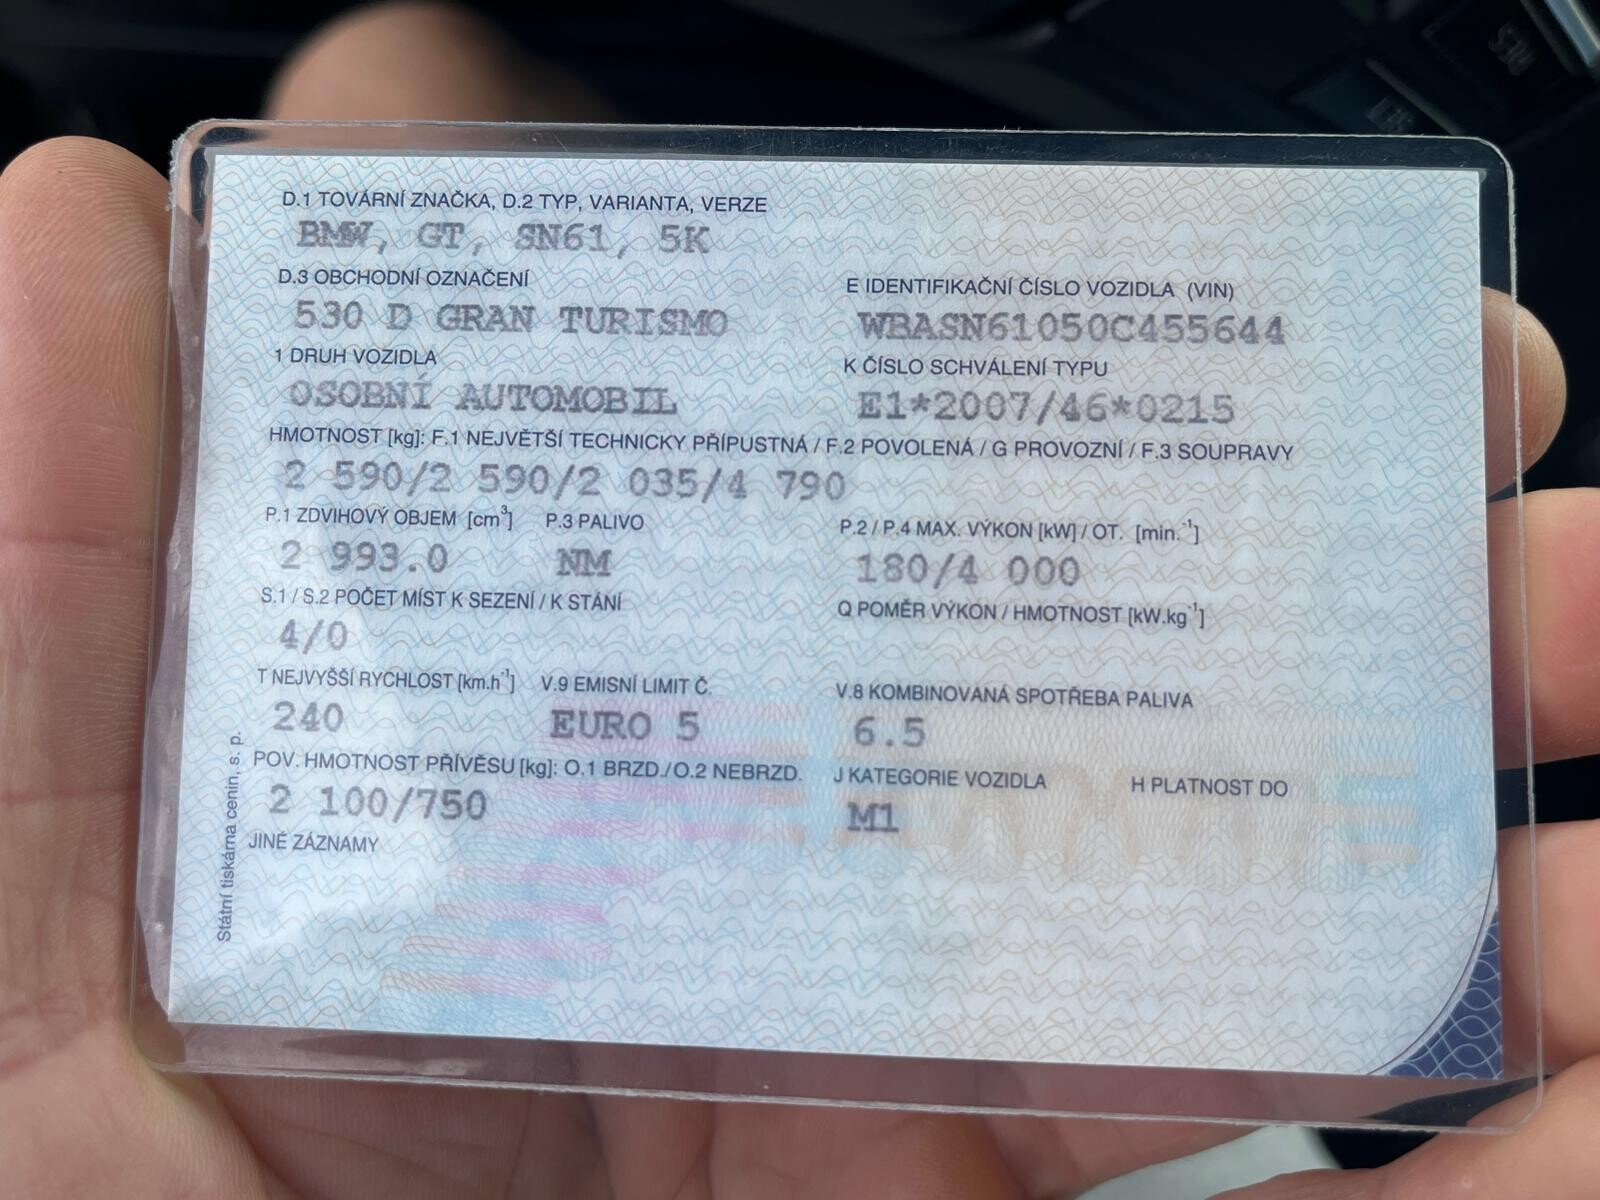 D.1 TOVÁRNÍ ZNAČKA, D.2 TYP, VARIANTA, VERZE
BMW, GT, SN61, 5K
D.3 OBCHODNÍ OZNAČENÍ
530 D GRAN TURISMO
E IDENTIFIKAČNÍ ČÍSLO VOZIDLA (VIN)
WBASN61050C455644
1 DRUH VOZIDLA
OSOBNÍ AUTOMOBIL
K ČÍSLO SCHVÁLENÍ TYPU
E1*2007/46*0215
HMOTNOST [kg]: F.1 NEJVĚTŠÍ TECHNICKY PŘÍPUSTNÁ / F.2 POVOLENÁ / G PROVOZNÍ / F.3 SOUPRAVY
2 590/2 590/2 035/4 790
P.1 ZDVIHOVÝ OBJEM [cm³] P.3 PALIVO
2 993.0 NM
P.2 / P.4 MAX. VÝKON [kW] / OT. [min.⁻¹]
180/4 000
S.1 / S.2 POČET MÍST K SEZENÍ / K STÁNÍ
4/0
Q POMĚR VÝKON / HMOTNOST [kW.kg⁻¹]
T NEJVYŠŠÍ RYCHLOST [km.h⁻¹] V.9 EMISNÍ LIMIT Č.
240 EURO 5
V.8 KOMBINOVANÁ SPOTŘEBA PALIVA
6.5
POV. HMOTNOST PŘÍVĚSU [kg]: O.1 BRZD./O.2 NEBRZD.
2 100/750
J KATEGORIE VOZIDLA H PLATNOST DO
M1
JINÉ ZÁZNAMY
Státní tiskárna cenin, s. p.